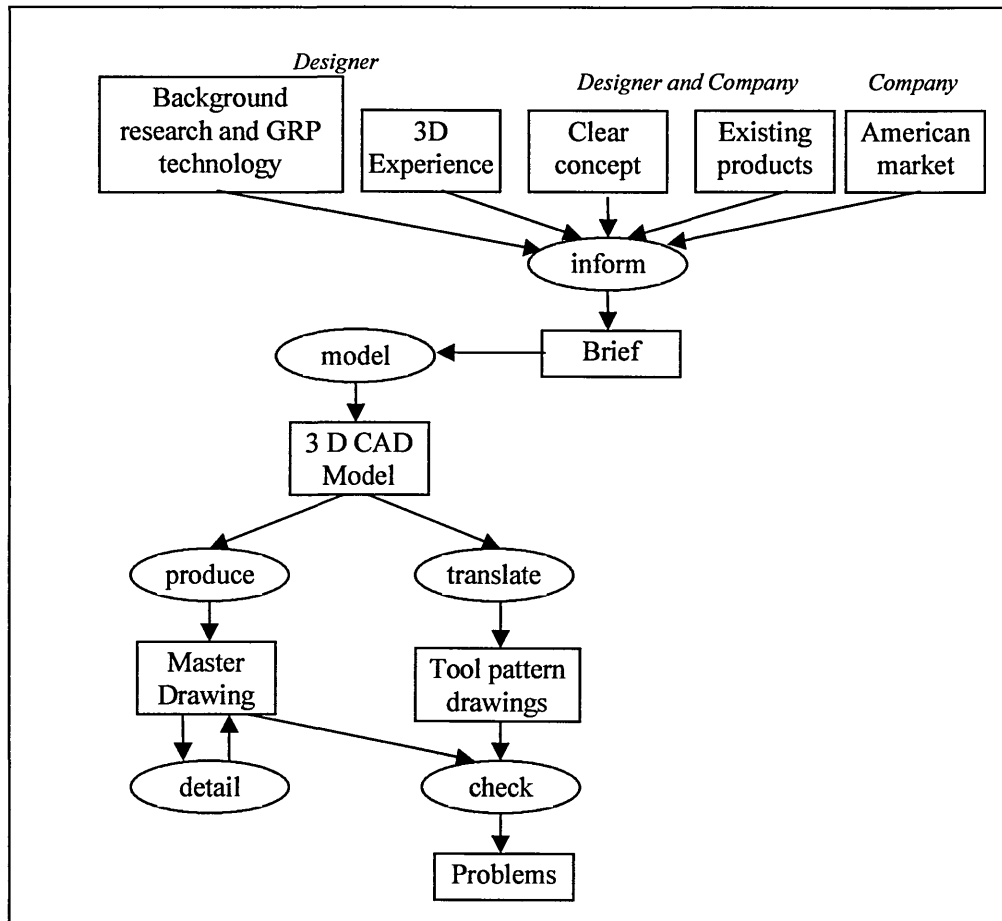 Designer
Designer and Company
Company
Background
research and GRP
technology
3D
Experience
Clear
concept
Existing
products
American
market
inform
Brief
model
3 D CAD
Model
produce
translate
Master
Drawing
Tool pattern
drawings
detail
check
Problems